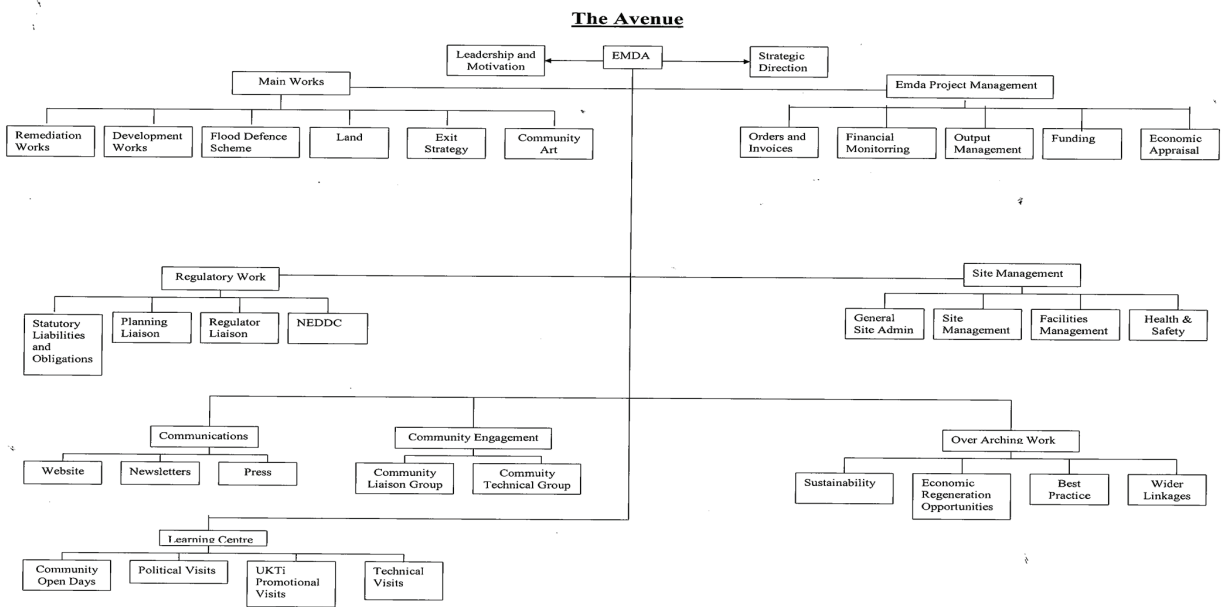 The Avenue
Leadership and
Motivation
EMDA
Strategic
Direction
Main Works
Emda Project Management
Remediation
Works
Development
Works
Flood Defence
Scheme
Land
Exit
Strategy
Community
Art
Orders and
Invoices
Financial
Monitorring
Output
Management
Funding
Economic
Appraisal
Regulatory Work
Site Management
Statutory
Liabilities
and
Obligations
Planning
Liaison
Regulator
Liaison
NEDDC
General
Site Admin
Site
Management
Facilities
Management
Health &
Safety
Communications
Community Engagement
Over Arching Work
Website
Newsletters
Press
Community
Liaison Group
Commuity
Technical Group
Sustainability
Economic
Regeneration
Opportunities
Best
Practice
Wider
Linkages
Learning Centre
Community
Open Days
Political Visits
UKTi
Promotional
Visits
Technical
Visits